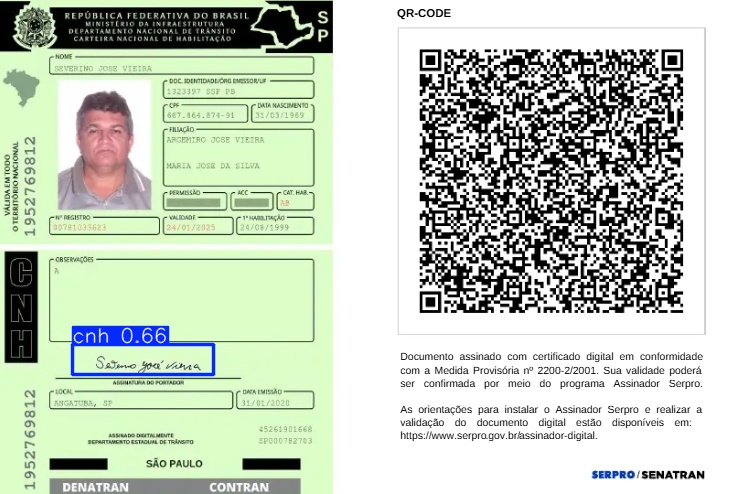 REPÚBLICA FEDERATIVA DO BRASIL
MINISTÉRIO DA INFRAESTRUTURA
DEPARTAMENTO NACIONAL DE TRÂNSITO
CARTEIRA NACIONAL DE HABILITAÇÃO
SP
NOME
SEVERINO JOSE VIEIRA
DOC. IDENTIDADE/ÓRG EMISSOR/UF
1323397 SSP PB
CPF
667.864.874-91
DATA NASCIMENTO
31/03/1969
FILIAÇÃO
ARGEMIRO JOSE VIEIRA
MARIA JOSE DA SILVA
PERMISSÃO
ACC
CAT. HAB.
AB
Nº REGISTRO
00781033623
VALIDADE
24/01/2025
1ª HABILITAÇÃO
24/08/1999
VÁLIDA EM TODO
O TERRITÓRIO NACIONAL
1952769812
CNH
OBSERVAÇÕES
A
cnh 0.66
ASSINATURA DO PORTADOR
LOCAL
ANGATUBA, SP
DATA EMISSÃO
31/01/2020
1952769812
ASSINADO DIGITALMENTE
DEPARTAMENTO ESTADUAL DE TRÂNSITO
45261901668
SP000782703
SÃO PAULO
DENATRAN CONTRAN
QR-CODE
Documento assinado com certificado digital em conformidade
com a Medida Provisória nº 2200-2/2001. Sua validade poderá
ser confirmada por meio do programa Assinador Serpro.
As orientações para instalar o Assinador Serpro e realizar a
validação do documento digital estão disponíveis em:
https://www.serpro.gov.br/assinador-digital.
SERPRO / SENATRAN